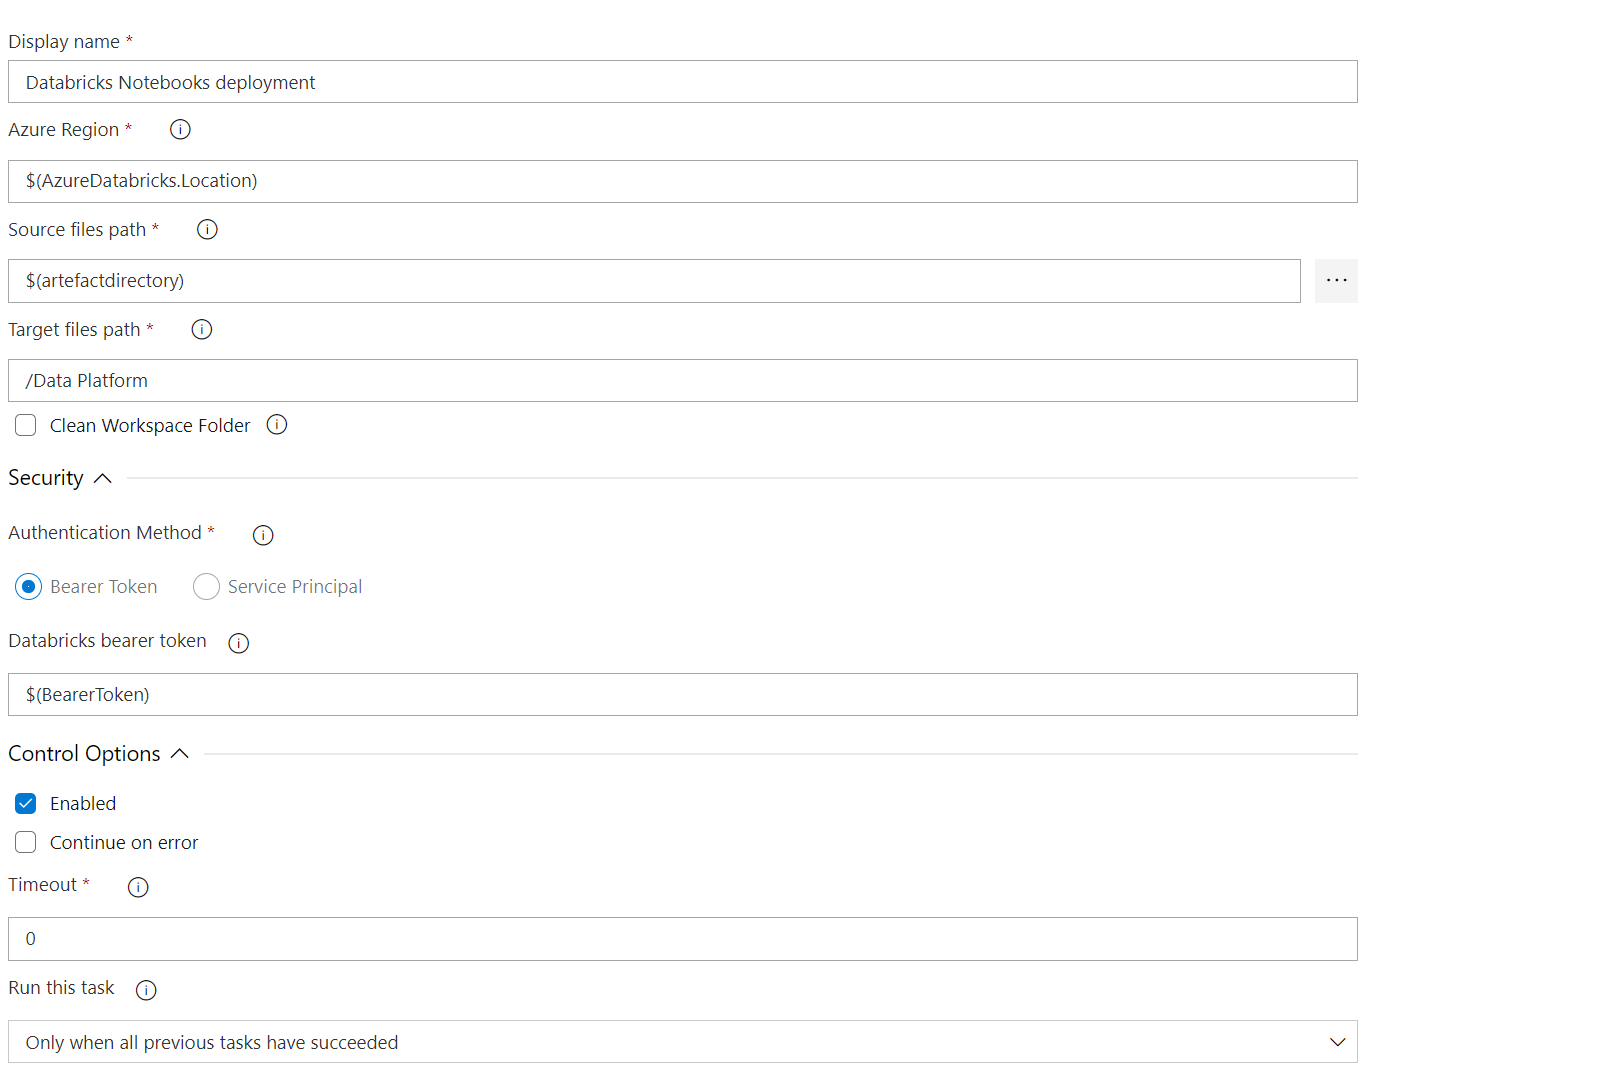 Display name *
Databricks Notebooks deployment
Azure Region *
$(AzureDatabricks.Location)
Source files path *
$(artefactdirectory)
...
Target files path *
/Data Platform
Clean Workspace Folder
Security
Authentication Method *
Bearer Token Service Principal
Databricks bearer token
$(BearerToken)
Control Options
Enabled
Continue on error
Timeout *
0
Run this task
Only when all previous tasks have succeeded